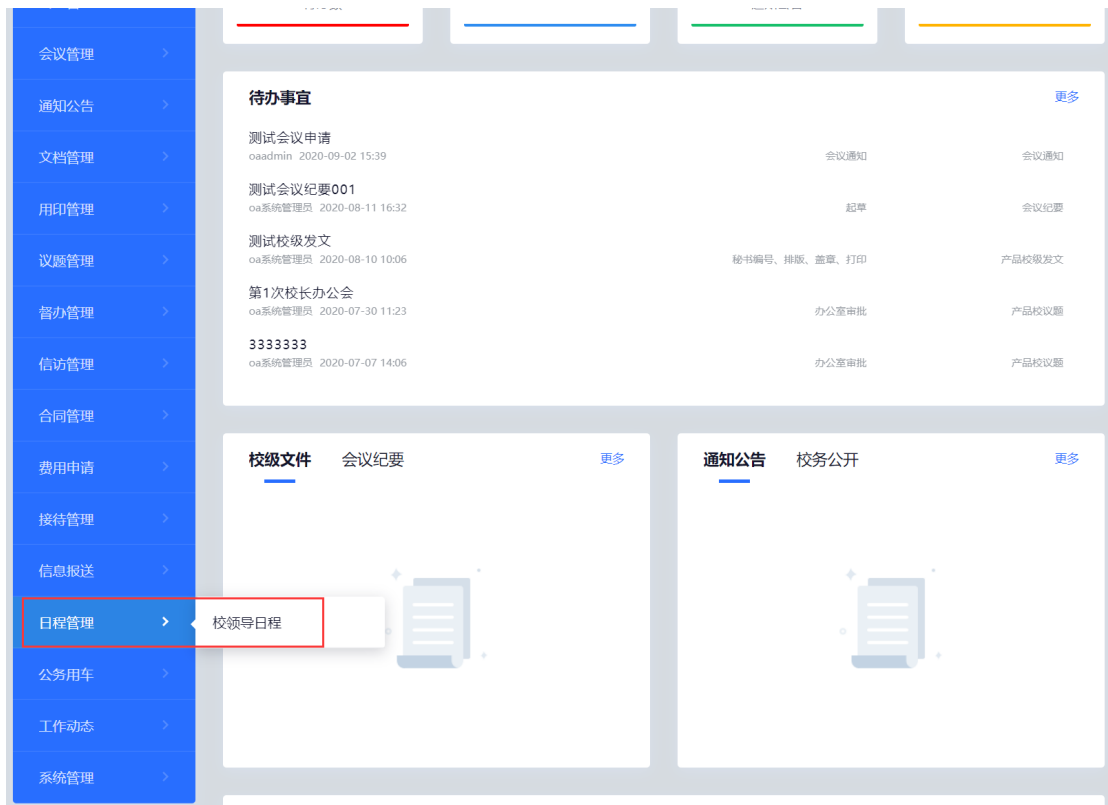 会议管理
通知公告
文档管理
用印管理
议题管理
督办管理
信访管理
合同管理
费用申请
接待管理
信息报送
日程管理
校领导日程
公务用车
工作动态
系统管理
待办事宜 更多
测试会议申请
oaadmin 2020-09-02 15:39 会议通知 会议通知
测试会议纪要001
oa系统管理员 2020-08-11 16:32 起草 会议纪要
测试校级发文
oa系统管理员 2020-08-10 10:06 秘书编号、排版、盖章、打印 产品校级发文
第1次校长办公会
oa系统管理员 2020-07-30 11:23 办公室审批 产品校议题
3333333
oa系统管理员 2020-07-07 14:06 办公室审批 产品校议题
校级文件 会议纪要 更多
通知公告 校务公开 更多